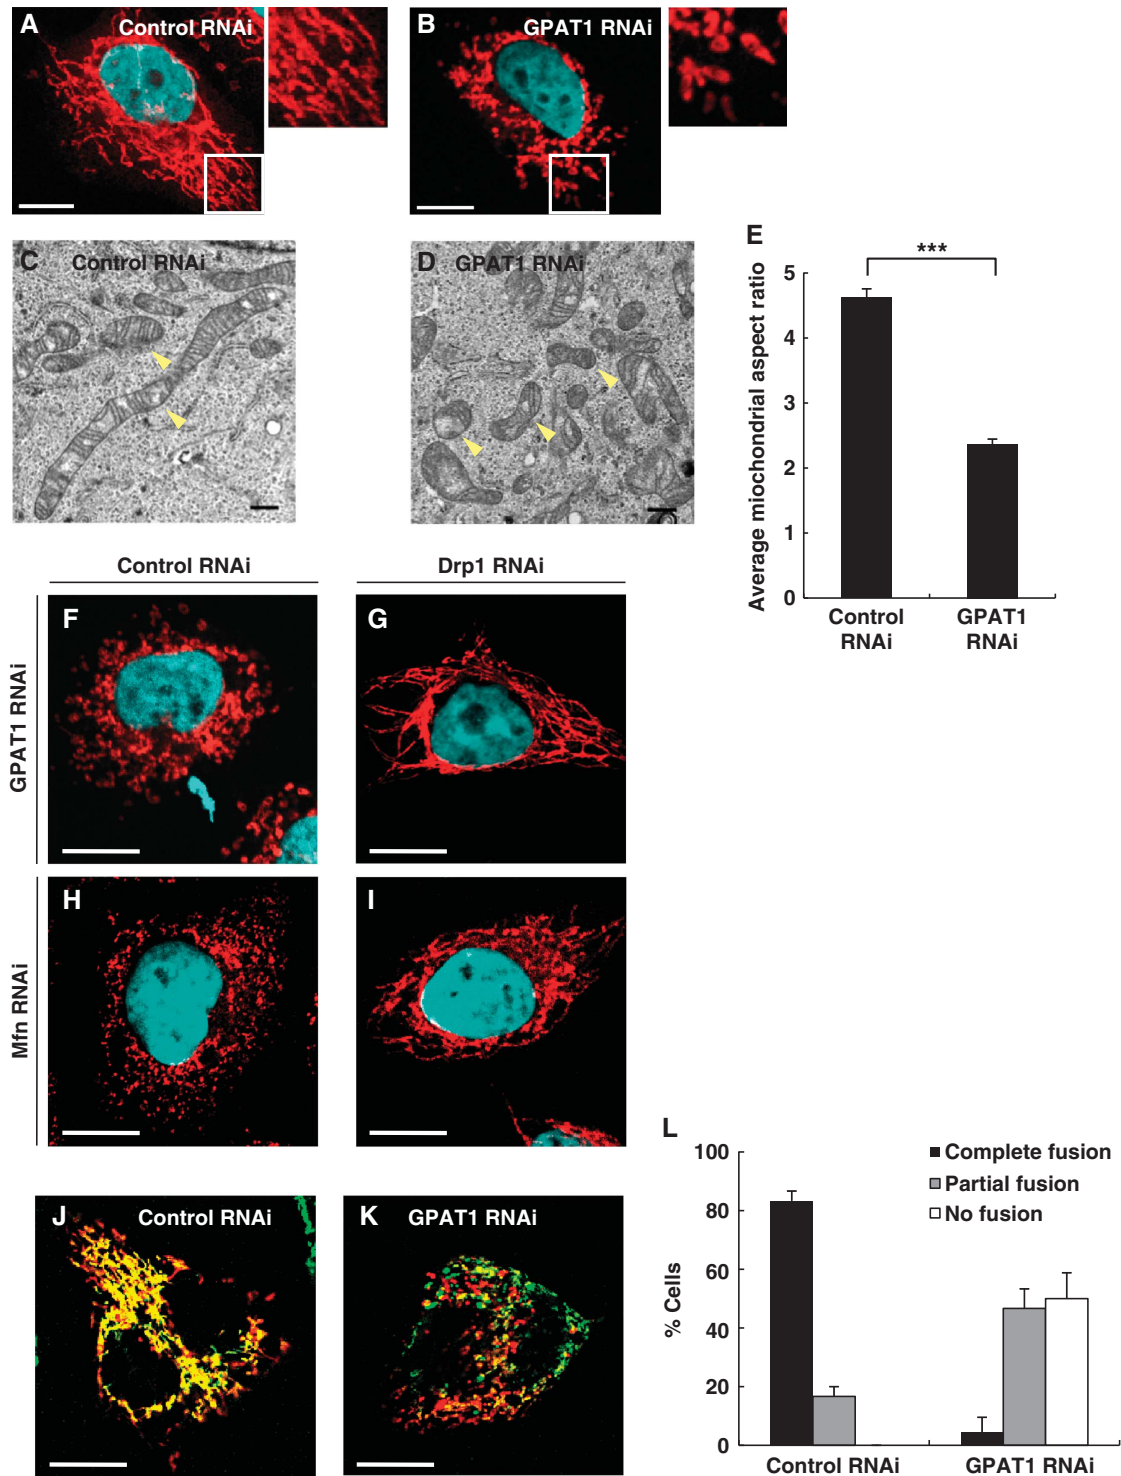 A Control RNAi
B GPAT1 RNAi
C Control RNAi
D GPAT1 RNAi
E
***
Average miochondrial aspect ratio
5
4
3
2
1
0
Control RNAi
GPAT1 RNAi
Control RNAi
Drp1 RNAi
GPAT1 RNAi
F
G
Mfn RNAi
H
I
J Control RNAi
K GPAT1 RNAi
L
% Cells
100
80
60
40
20
0
Complete fusion
Partial fusion
No fusion
Control RNAi
GPAT1 RNAi